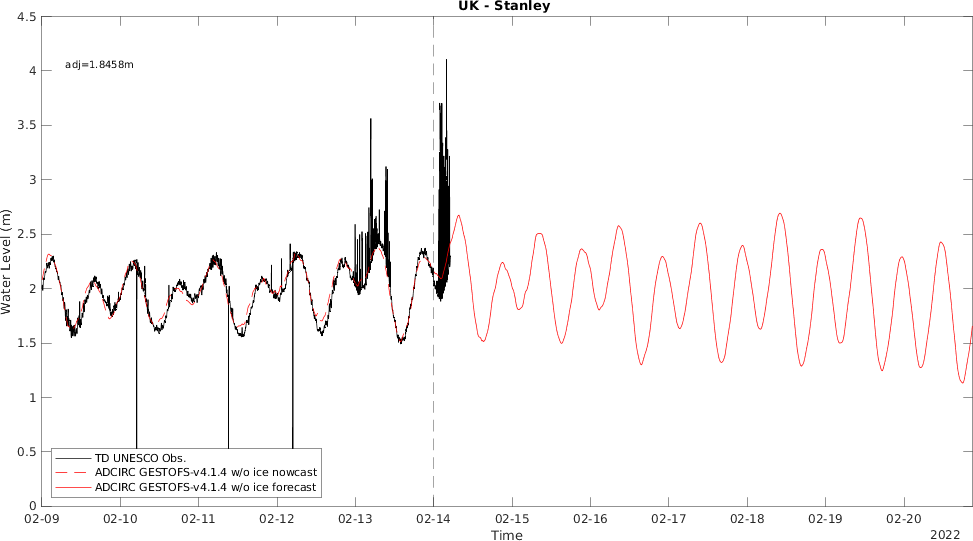 UK - Stanley
4.5
adj=1.8458m
4
3.5
3
2.5
2
1.5
1
0.5
0
Water Level (m)
TD UNESCO Obs.
ADCIRC GESTOFS-v4.1.4 w/o ice nowcast
ADCIRC GESTOFS-v4.1.4 w/o ice forecast
02-09 02-10 02-11 02-12 02-13 02-14 02-15 02-16 02-17 02-18 02-19 02-20
Time
2022